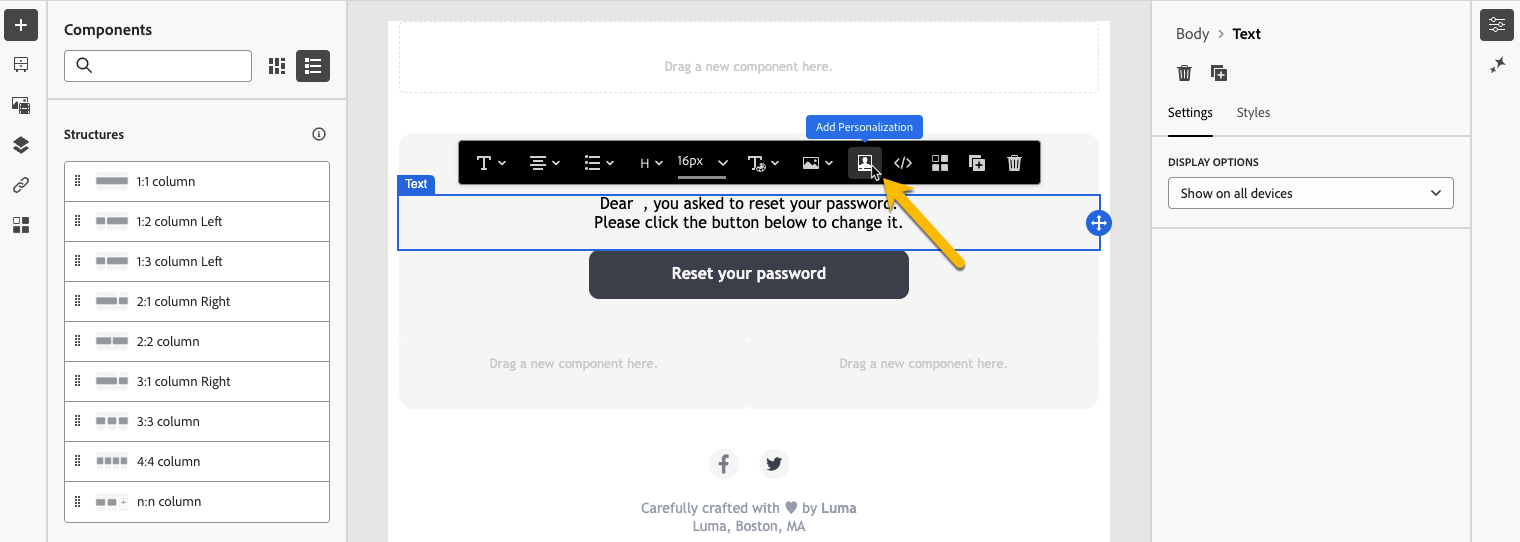 Components
Structures
1:1 column
1:2 column Left
1:3 column Left
2:1 column Right
2:2 column
3:1 column Right
3:3 column
4:4 column
n:n column
Drag a new component here.
Add Personalization
H
16px
Text
Dear , you asked to reset your password.
Please click the button below to change it.
Reset your password
Drag a new component here.
Drag a new component here.
Carefully crafted with ♥ by Luma
Luma, Boston, MA
Body > Text
Settings Styles
DISPLAY OPTIONS
Show on all devices